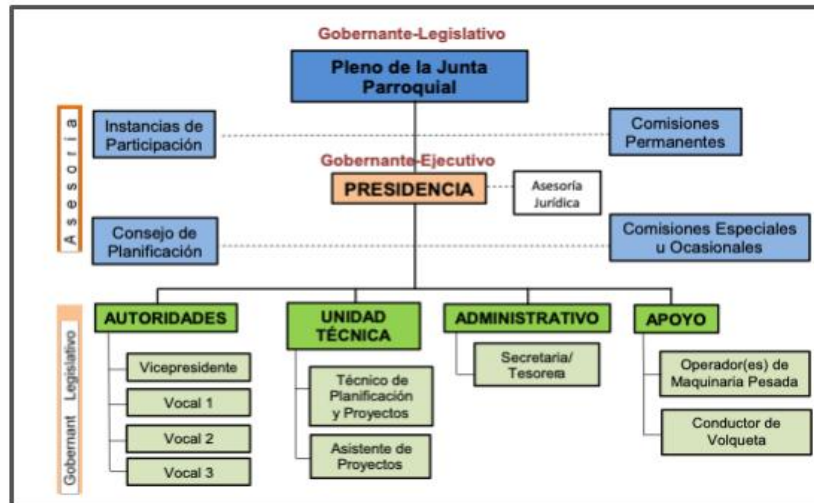 Gobernante-Legislativo
Pleno de la Junta
Parroquial
Asesoria
Instancias de
Participación
Comisiones
Permanentes
Gobernante-Ejecutivo
PRESIDENCIA
Asesoría
Jurídica
Consejo de
Planificación
Comisiones Especiales
u Ocasionales
Gobernant Legislativo
AUTORIDADES
Vicepresidente
Vocal 1
Vocal 2
Vocal 3
UNIDAD
TÉCNICA
Técnico de
Planificación
y Proyectos
Asistente de
Proyectos
ADMINISTRATIVO
Secretaria/
Tesorera
APOYO
Operador(es) de
Maquinaria Pesada
Conductor de
Volqueta